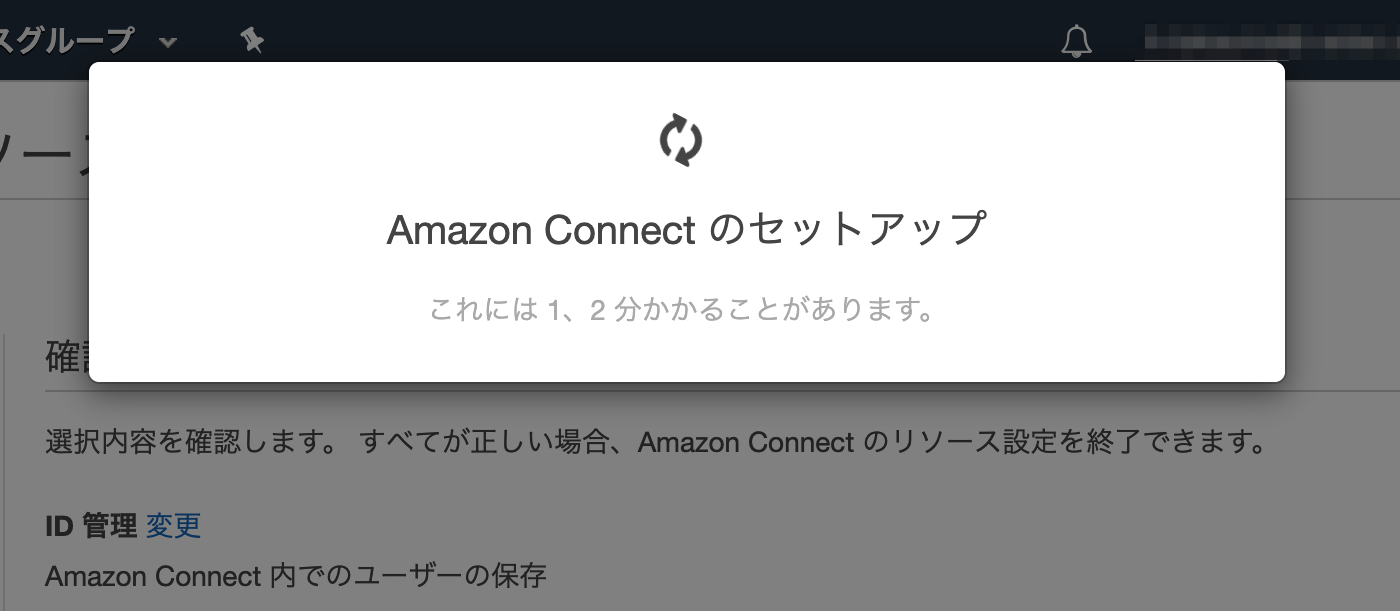 スグループ
ソース
Amazon Connect のセットアップ
これには 1、2 分かかることがあります。
確認
選択内容を確認します。 すべてが正しい場合、Amazon Connect のリソース設定を終了できます。
ID 管理 変更
Amazon Connect 内でのユーザーの保存